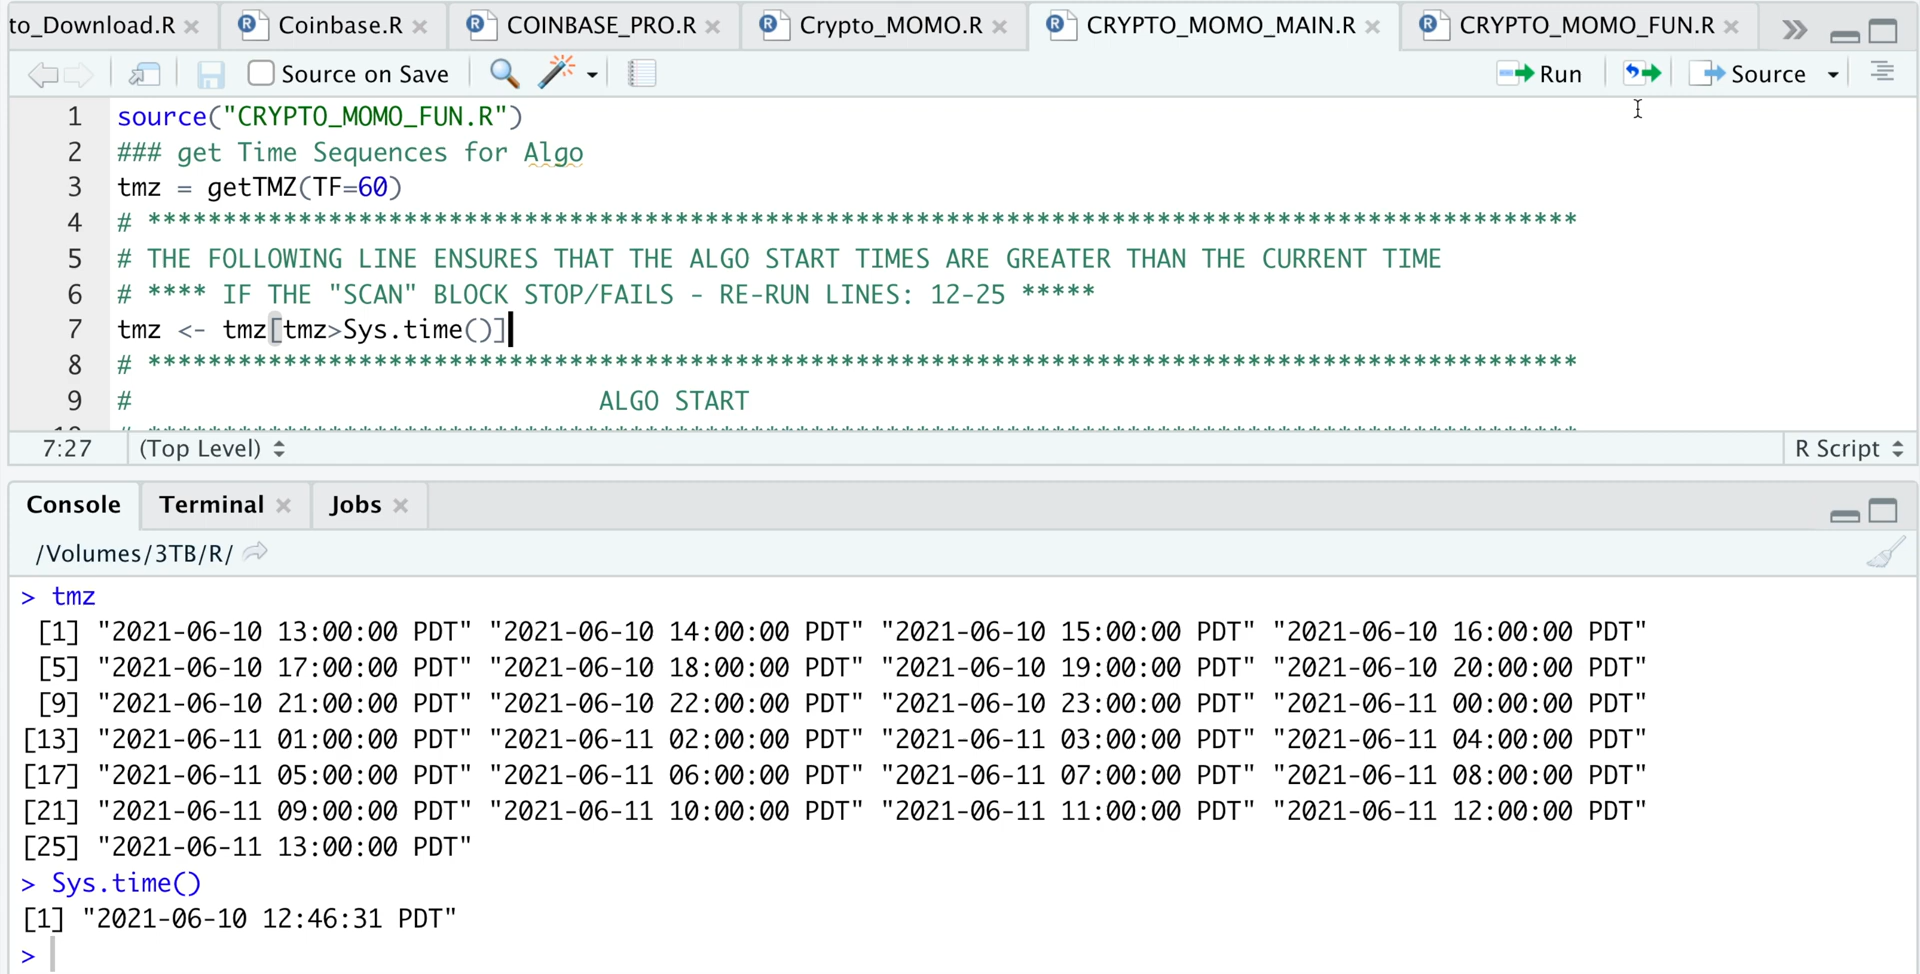 to_Download.R × Coinbase.R × COINBASE_PRO.R × Crypto_MOMO.R × CRYPTO_MOMO_MAIN.R × CRYPTO_MOMO_FUN.R ×
Source on Save Run Source
1 source("CRYPTO_MOMO_FUN.R")
2 ### get Time Sequences for Algo
3 tmz = getTMZ(TF=60)
4 # ***********************************************************************************************
5 # THE FOLLOWING LINE ENSURES THAT THE ALGO START TIMES ARE GREATER THAN THE CURRENT TIME
6 # **** IF THE "SCAN" BLOCK STOP/FAILS - RE-RUN LINES: 12-25 *****
7 tmz <- tmz[tmz>Sys.time()]
8 # ***********************************************************************************************
9 # ALGO START
10 # ***********************************************************************************************
7:27 (Top Level) R Script
Console Terminal × Jobs ×
/Volumes/3TB/R/
> tmz
[1] "2021-06-10 13:00:00 PDT" "2021-06-10 14:00:00 PDT" "2021-06-10 15:00:00 PDT" "2021-06-10 16:00:00 PDT"
[5] "2021-06-10 17:00:00 PDT" "2021-06-10 18:00:00 PDT" "2021-06-10 19:00:00 PDT" "2021-06-10 20:00:00 PDT"
[9] "2021-06-10 21:00:00 PDT" "2021-06-10 22:00:00 PDT" "2021-06-10 23:00:00 PDT" "2021-06-11 00:00:00 PDT"
[13] "2021-06-11 01:00:00 PDT" "2021-06-11 02:00:00 PDT" "2021-06-11 03:00:00 PDT" "2021-06-11 04:00:00 PDT"
[17] "2021-06-11 05:00:00 PDT" "2021-06-11 06:00:00 PDT" "2021-06-11 07:00:00 PDT" "2021-06-11 08:00:00 PDT"
[21] "2021-06-11 09:00:00 PDT" "2021-06-11 10:00:00 PDT" "2021-06-11 11:00:00 PDT" "2021-06-11 12:00:00 PDT"
[25] "2021-06-11 13:00:00 PDT"
> Sys.time()
[1] "2021-06-10 12:46:31 PDT"
>